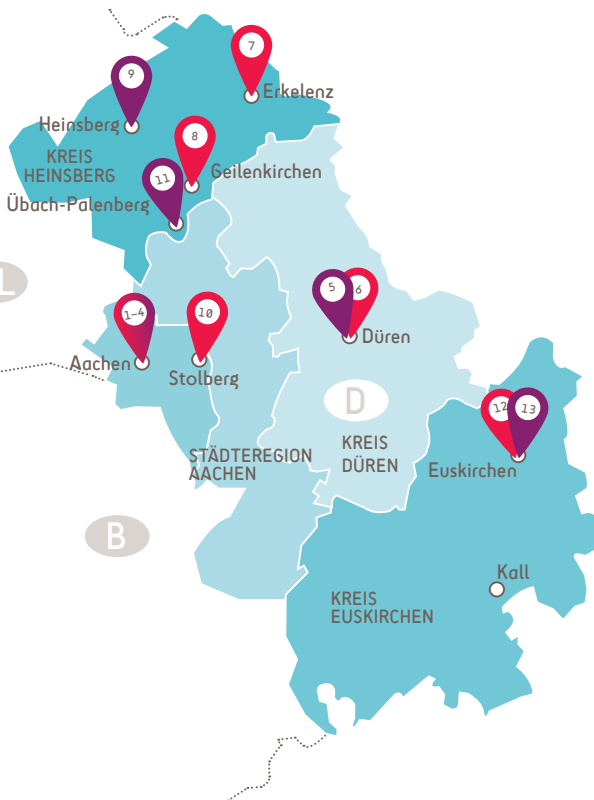 7
Erkelenz
9
Heinsberg
8
KREIS
HEINSBERG
Geilenkirchen
11
Übach-Palenberg
L
5
6
Düren
1-4
Aachen
10
Stolberg
D
KREIS
DÜREN
12
13
Euskirchen
STÄDTEREGION
AACHEN
B
Kall
KREIS
EUSKIRCHEN